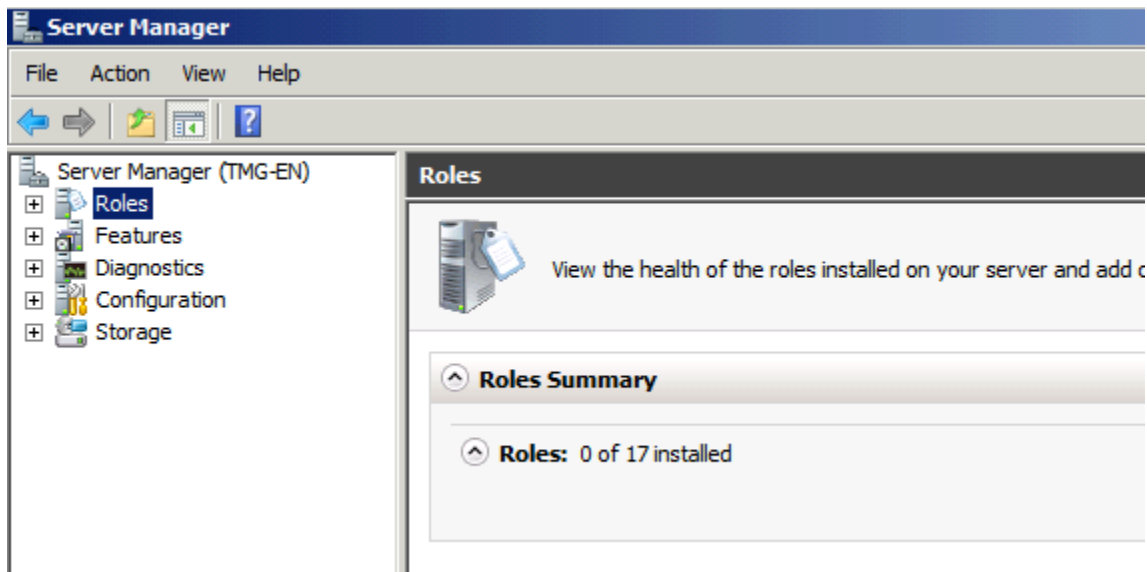 Server Manager
File Action View Help
Server Manager (TMG-EN)
Roles
Features
Diagnostics
Configuration
Storage
Roles
View the health of the roles installed on your server and add
Roles Summary
Roles: 0 of 17 installed